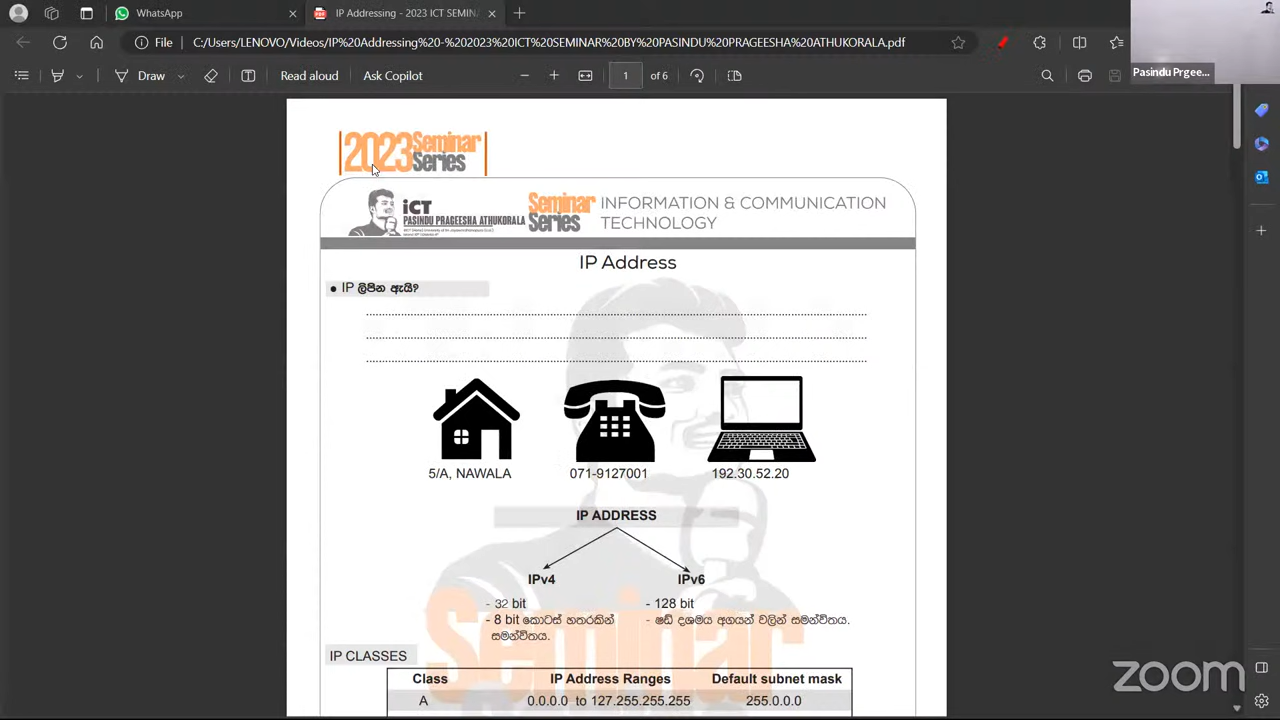 WhatsApp
IP Addressing - 2023 ICT SEMIN
File
C:/Users/LENOVO/Videos/IP%20Addressing%20-%202023%20ICT%20SEMINAR%20BY%20PASINDU%20PRAGEESHA%20ATHUKORALA.pdf
Draw
Read aloud
Ask Copilot
1 of 6
Pasindu Prgee...
2023 Seminar Series
iCT
PASINDU PRAGEESHA ATHUKORALA
Seminar Series
INFORMATION & COMMUNICATION
TECHNOLOGY
IP Address
● IP ලිපින ඇයි?
5/A, NAWALA
071-9127001
192.30.52.20
IP ADDRESS
IPv4
IPv6
- 32 bit
- 128 bit
- 8 bit කොටස් හතරකින්
සමන්විතය.
- ෂඩ් දශමය අගයන් වලින් සමන්විතය.
Seminar
IP CLASSES
Class IP Address Ranges Default subnet mask
A 0.0.0.0 to 127.255.255.255 255.0.0.0
zoom